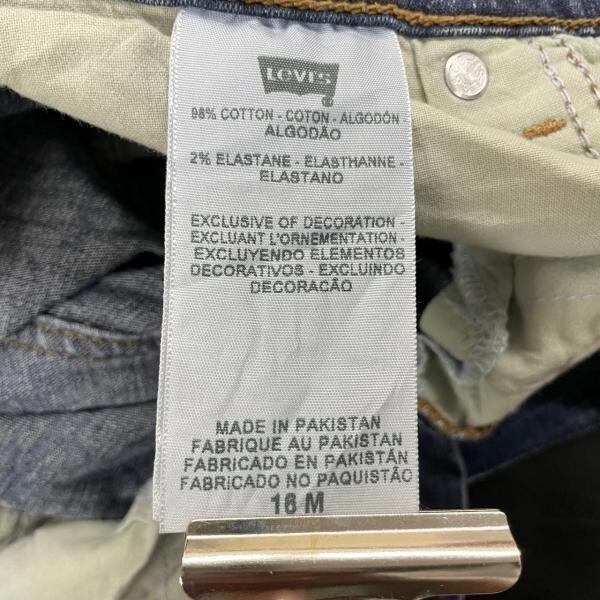 Levi's
98% COTTON - COTON - ALGODÓN
ALGODÃO
2% ELASTANE - ÉLASTHANNE -
ELASTANO
EXCLUSIVE OF DECORATION -
EXCLUANT L'ORNEMENTATION -
EXCLUYENDO ELEMENTOS
DECORATIVOS - EXCLUINDO
DECORAÇÃO
MADE IN PAKISTAN
FABRIQUE AU PAKISTAN
FABRICADO EN PAKISTAN
FABRICADO NO PAQUISTÃO
16 M